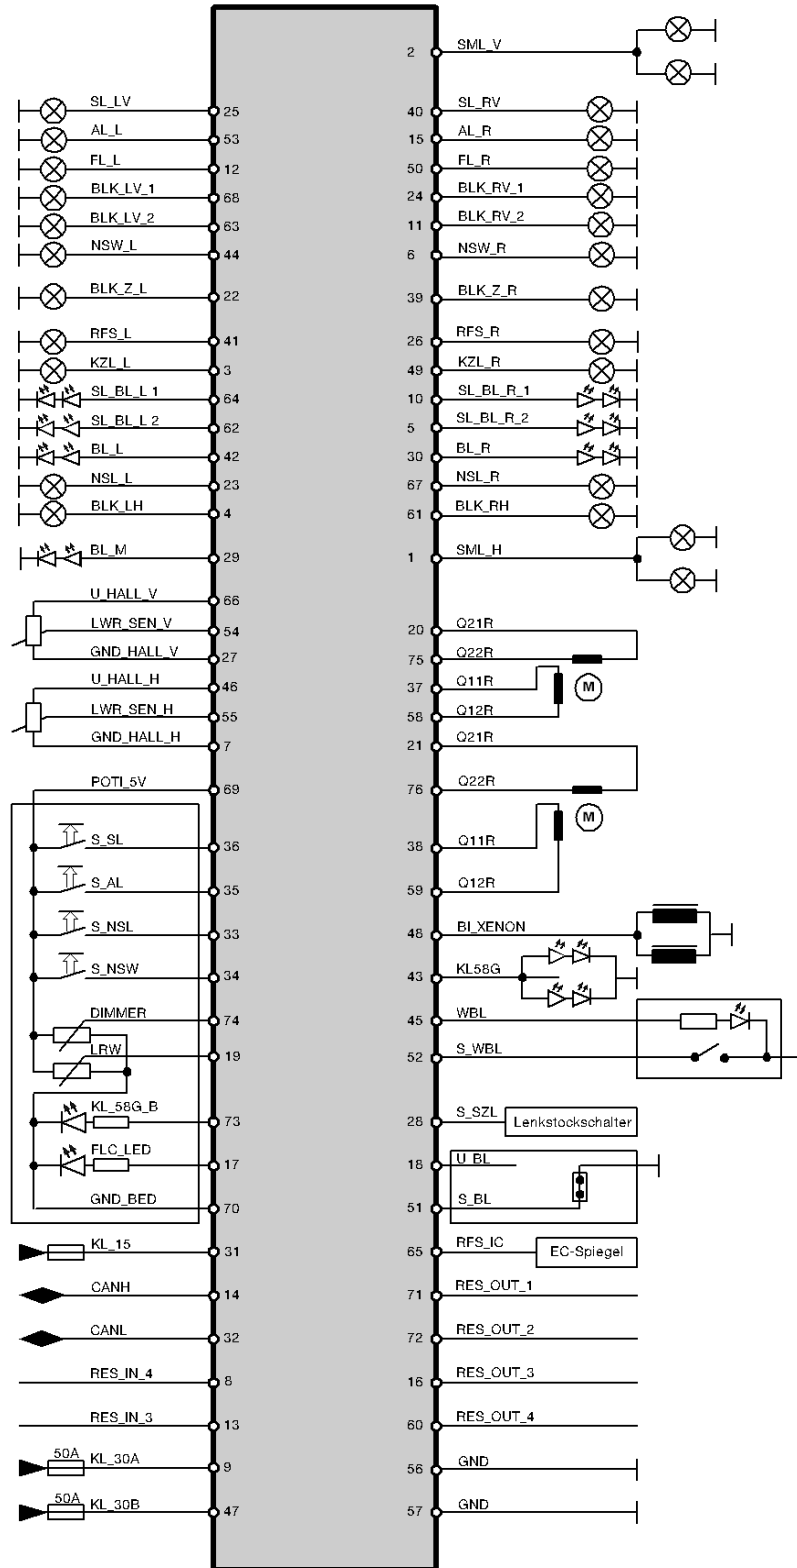 2 SML_V
SL_LV 25
40 SL_RV
AL_L 53
15 AL_R
FL_L 12
50 FL_R
BLK_LV_1 68
24 BLK_RV_1
BLK_LV_2 63
11 BLK_RV_2
NSW_L 44
6 NSW_R
BLK_Z_L 22
39 BLK_Z_R
RFS_L 41
26 RFS_R
KZL_L 3
49 KZL_R
SL_BL_L 1 64
10 SL_BL_R_1
SL_BL_L 2 62
5 SL_BL_R_2
BL_L 42
30 BL_R
NSL_L 23
67 NSL_R
BLK_LH 4
61 BLK_RH
BL_M 29
1 SML_H
U_HALL_V 66
LWR_SEN_V 54
20 Q21R
GND_HALL_V 27
75 Q22R
U_HALL_H 46
37 Q11R
M
LWR_SEN_H 55
58 Q12R
GND_HALL_H 7
21 Q21R
POTI_5V 69
76 Q22R
M
S_SL 36
38 Q11R
S_AL 35
59 Q12R
S_NSL 33
48 BI_XENON
S_NSW 34
43 KL58G
DIMMER 74
45 WBL
LRW 19
52 S_WBL
KL_58G_B 73
28 S_SZL Lenkstockschalter
FLC_LED 17
18 U_BL
GND_BED 70
51 S_BL
KL_15 31
65 RFS_IC EC-Spiegel
CANH 14
71 RES_OUT_1
CANL 32
72 RES_OUT_2
RES_IN_4 8
16 RES_OUT_3
RES_IN_3 13
60 RES_OUT_4
50A KL_30A 9
56 GND
50A KL_30B 47
57 GND